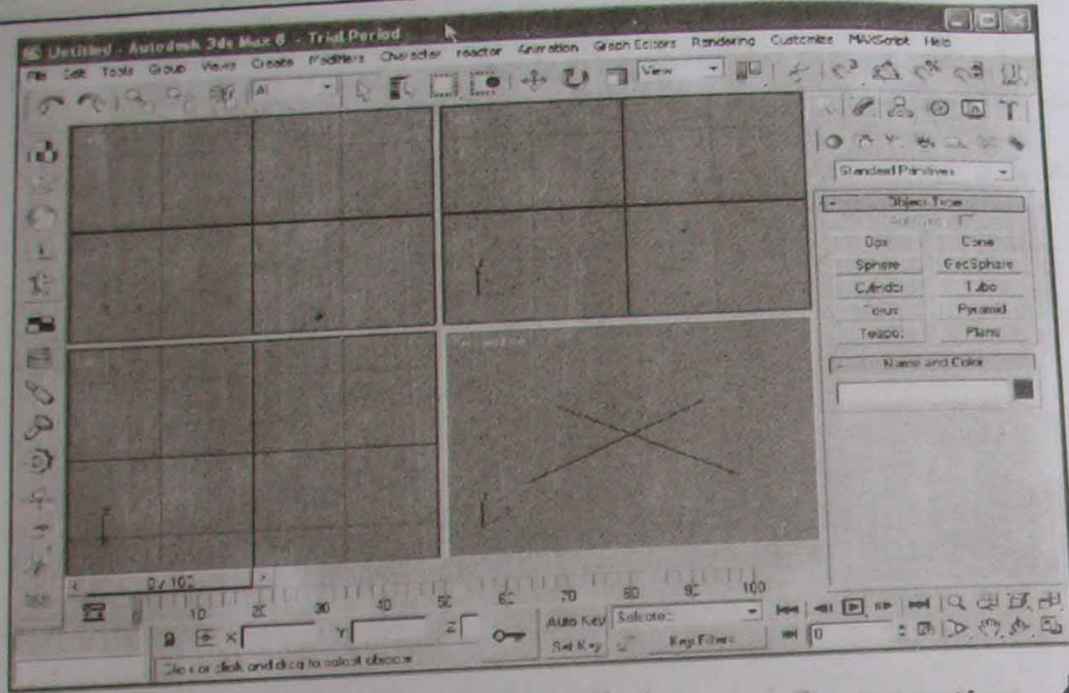 Untitled - Autodesk 3ds Max 8 - Trial Period
File Edit Tools Group Views Create Modifiers Character reactor Animation Graph Editors Rendering Customize MAXScript Help
All
View
Standard Primitives
- Object Type
Box Cone
Sphere GeoSphere
Cylinder Tube
Torus Pyramid
Teapot Plane
- Name and Color
Perspective
< 0 / 100 >
10 20 30 40 50 60 70 80 90 100
X Y Z
Auto Key Selected
Set Key Key Filters
0
Click or click and drag to select objects